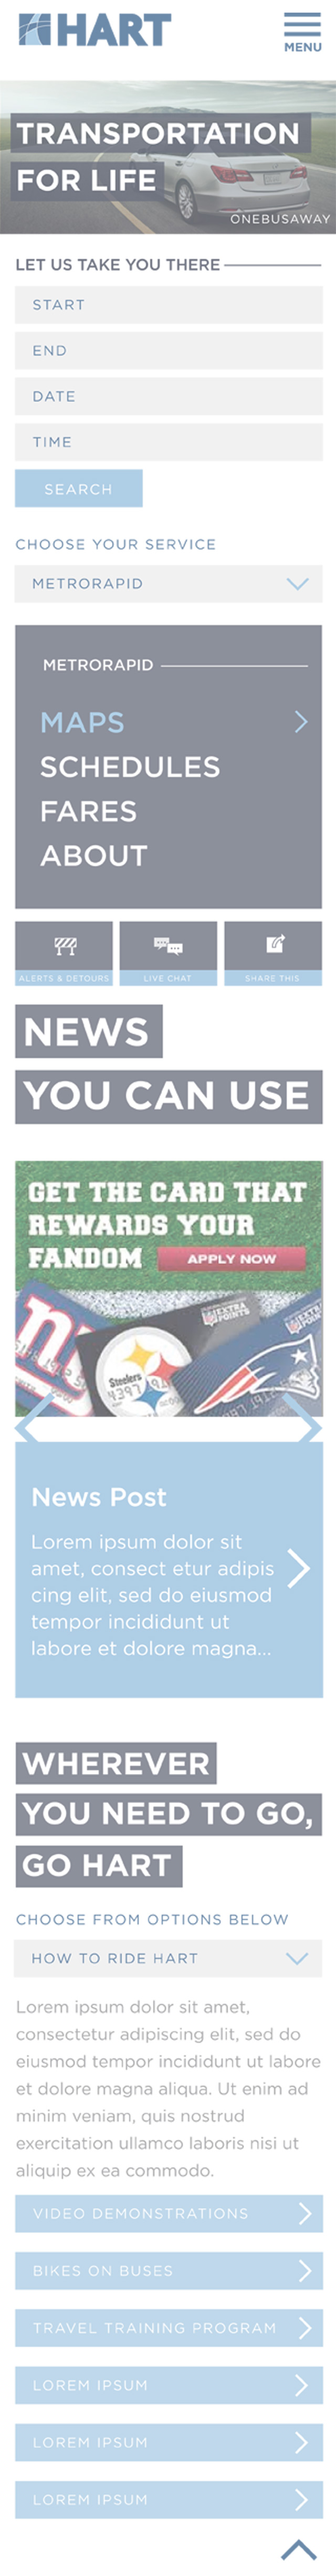 HART
MENU
TRANSPORTATION
FOR LIFE
ONEBUSAWAY
LET US TAKE YOU THERE
START
END
DATE
TIME
SEARCH
CHOOSE YOUR SERVICE
METRORAPID
METRORAPID
MAPS
SCHEDULES
FARES
ABOUT
ALERTS & DETOURS
LIVE CHAT
SHARE THIS
NEWS
YOU CAN USE
GET THE CARD THAT
REWARDS YOUR
FANDOM
APPLY NOW
EXTRA POINTS
Steelers
4397
News Post
Lorem ipsum dolor sit
amet, consect etur adipis
cing elit, sed do eiusmod
tempor incididunt ut
labore et dolore magna...
WHEREVER
YOU NEED TO GO,
GO HART
CHOOSE FROM OPTIONS BELOW
HOW TO RIDE HART
Lorem ipsum dolor sit amet,
consectetur adipiscing elit, sed do
eiusmod tempor incididunt ut labore
et dolore magna aliqua. Ut enim ad
minim veniam, quis nostrud
exercitation ullamco laboris nisi ut
aliquip ex ea commodo.
VIDEO DEMONSTRATIONS
BIKES ON BUSES
TRAVEL TRAINING PROGRAM
LOREM IPSUM
LOREM IPSUM
LOREM IPSUM